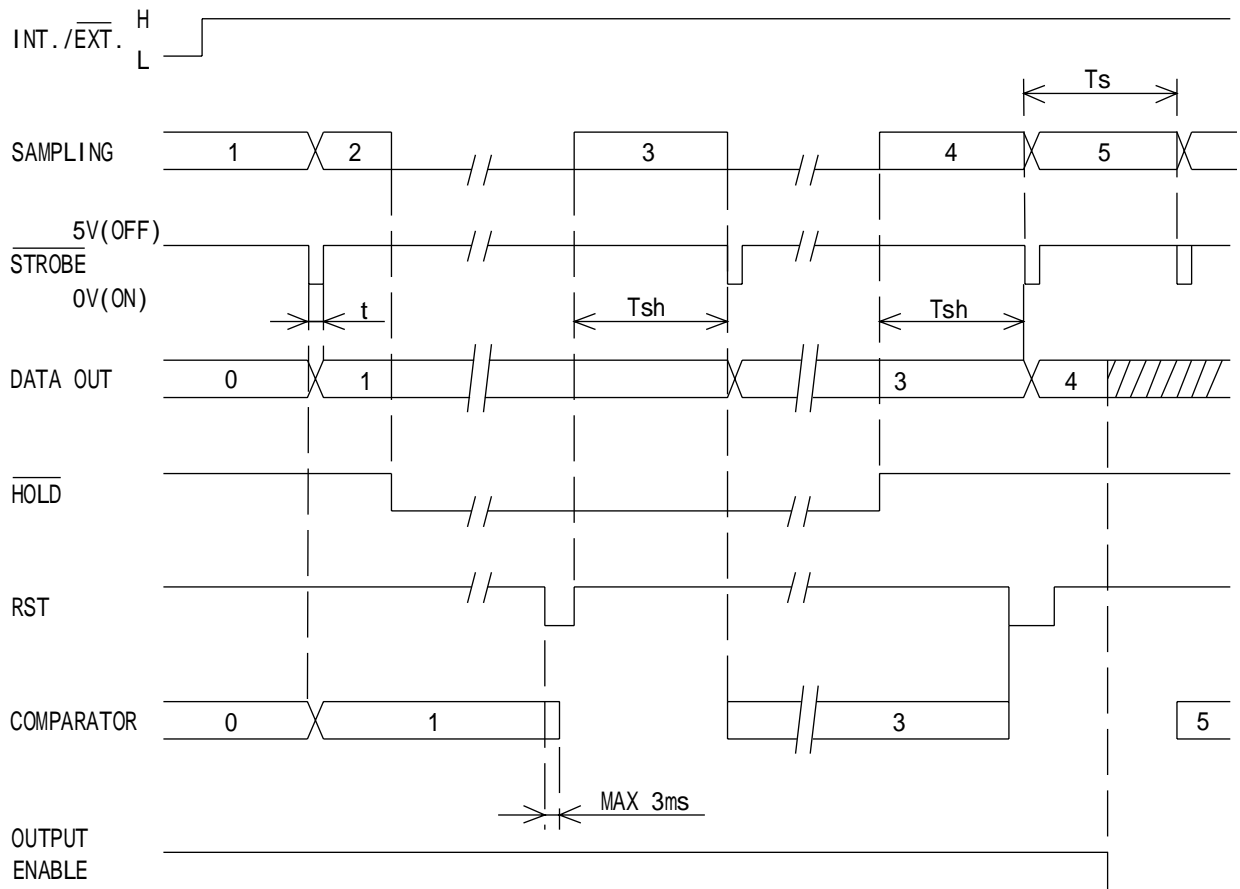 H
INT./EXT.
L
Ts
SAMPLING 1 2 3 4 5
5V(OFF)
STROBE
0V(ON)
t Tsh Tsh
DATA OUT 0 1 3 4
HOLD
RST
COMPARATOR 0 1 3 5
MAX 3ms
OUTPUT
ENABLE